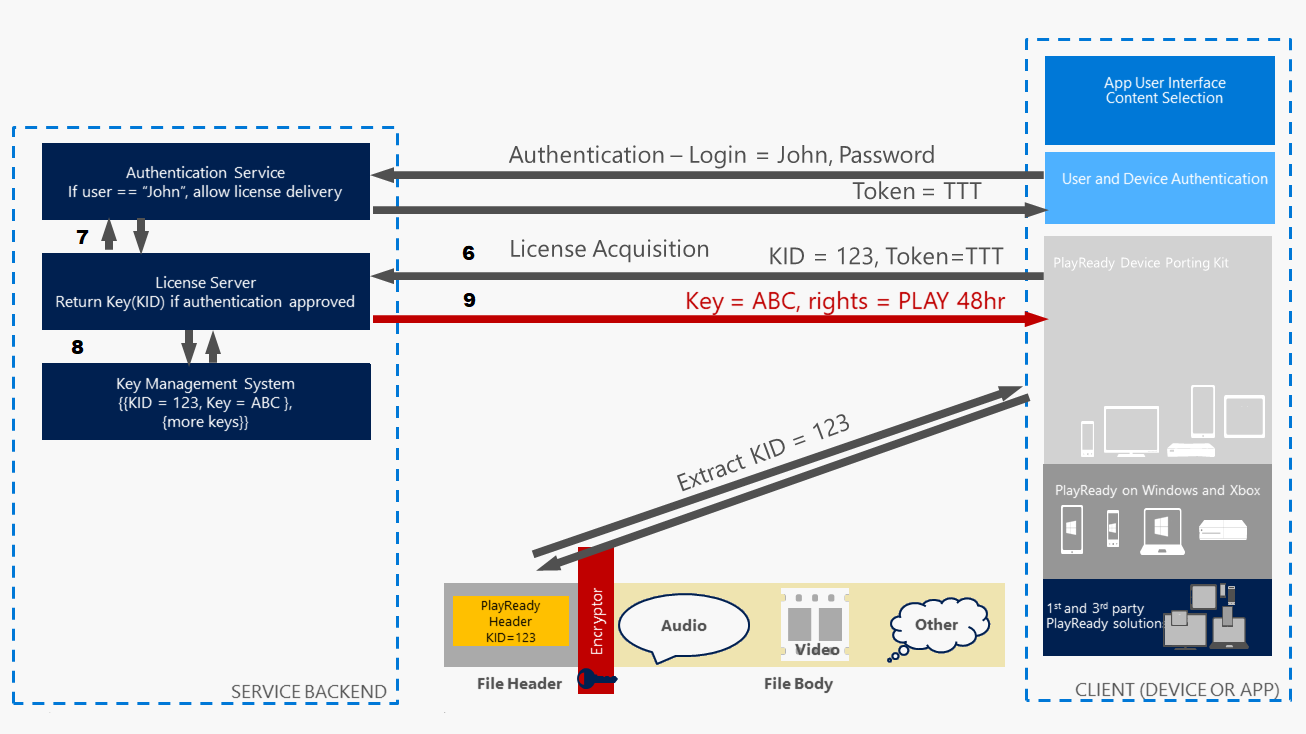 App User Interface
Content Selection
Authentication Service
If user == “John”, allow license delivery
Authentication – Login = John, Password
Token = TTT
User and Device Authentication
7
6
License Acquisition
KID = 123, Token=TTT
PlayReady Device Porting Kit
License Server
Return Key(KID) if authentication approved
9
Key = ABC, rights = PLAY 48hr
8
Key Management System
{{KID = 123, Key = ABC },
{more keys}}
Extract KID = 123
PlayReady on Windows and Xbox
PlayReady
Header
KID=123
Encryptor
Audio
Video
Other
1st and 3rd party
PlayReady solution
File Header
File Body
SERVICE BACKEND
CLIENT (DEVICE OR APP)